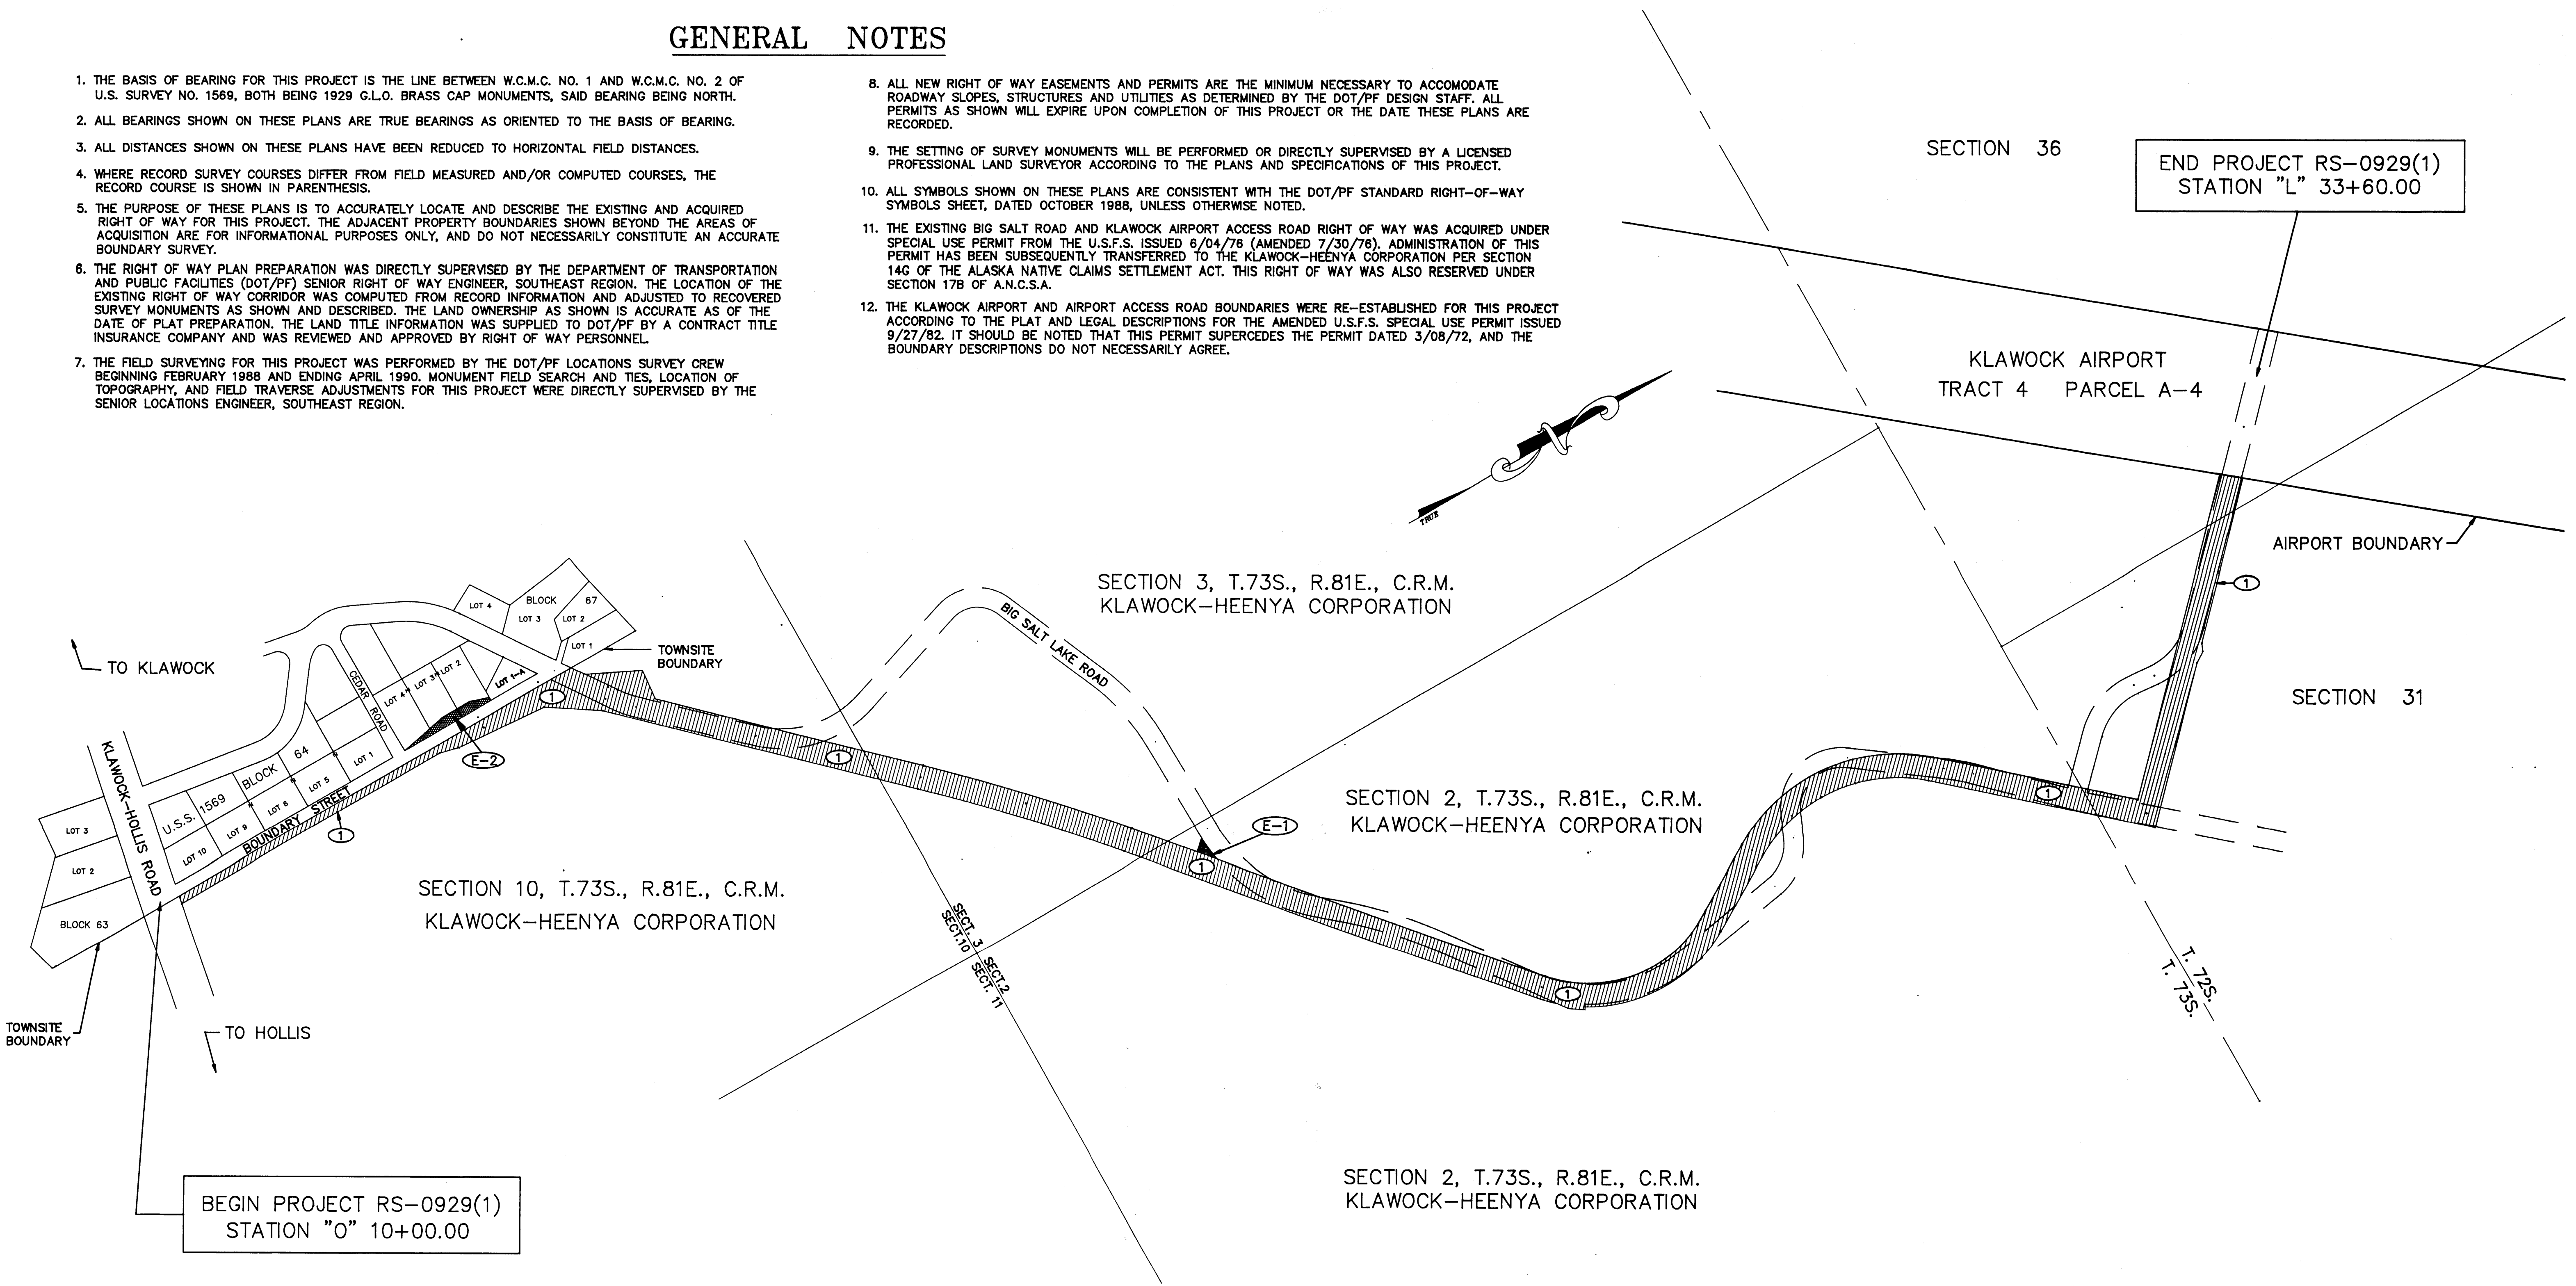 GENERAL NOTES
1. THE BASIS OF BEARING FOR THIS PROJECT IS THE LINE BETWEEN W.C.M.C. NO. 1 AND W.C.M.C. NO. 2 OF
U.S. SURVEY NO. 1569, BOTH BEING 1929 G.L.O. BRASS CAP MONUMENTS, SAID BEARING BEING NORTH.
2. ALL BEARINGS SHOWN ON THESE PLANS ARE TRUE BEARINGS AS ORIENTED TO THE BASIS OF BEARING.
3. ALL DISTANCES SHOWN ON THESE PLANS HAVE BEEN REDUCED TO HORIZONTAL FIELD DISTANCES.
4. WHERE RECORD SURVEY COURSES DIFFER FROM FIELD MEASURED AND/OR COMPUTED COURSES, THE
RECORD COURSE IS SHOWN IN PARENTHESIS.
5. THE PURPOSE OF THESE PLANS IS TO ACCURATELY LOCATE AND DESCRIBE THE EXISTING AND ACQUIRED
RIGHT OF WAY FOR THIS PROJECT. THE ADJACENT PROPERTY BOUNDARIES SHOWN BEYOND THE AREAS OF
ACQUISITION ARE FOR INFORMATIONAL PURPOSES ONLY, AND DO NOT NECESSARILY CONSTITUTE AN ACCURATE
BOUNDARY SURVEY.
6. THE RIGHT OF WAY PLAN PREPARATION WAS DIRECTLY SUPERVISED BY THE DEPARTMENT OF TRANSPORTATION
AND PUBLIC FACILITIES (DOT/PF) SENIOR RIGHT OF WAY ENGINEER, SOUTHEAST REGION. THE LOCATION OF THE
EXISTING RIGHT OF WAY CORRIDOR WAS COMPUTED FROM RECORD INFORMATION AND ADJUSTED TO RECOVERED
SURVEY MONUMENTS AS SHOWN AND DESCRIBED. THE LAND OWNERSHIP AS SHOWN IS ACCURATE AS OF THE
DATE OF PLAT PREPARATION. THE LAND TITLE INFORMATION WAS SUPPLIED TO DOT/PF BY A CONTRACT TITLE
INSURANCE COMPANY AND WAS REVIEWED AND APPROVED BY RIGHT OF WAY PERSONNEL
7. THE FIELD SURVEYING FOR THIS PROJECT WAS PERFORMED BY THE DOT/PF LOCATIONS SURVEY CREW
BEGINNING FEBRUARY 1988 AND ENDING APRIL 1990. MONUMENT FIELD SEARCH AND TIES, LOCATION OF
TOPOGRAPHY, AND FIELD TRAVERSE ADJUSTMENTS FOR THIS PROJECT WERE DIRECTLY SUPERVISED BY THE
SENIOR LOCATIONS ENGINEER, SOUTHEAST REGION.
8. ALL NEW RIGHT OF WAY EASEMENTS AND PERMITS ARE THE MINIMUM NECESSARY TO ACCOMODATE
ROADWAY SLOPES, STRUCTURES AND UTILITIES AS DETERMINED BY THE DOT/PF DESIGN STAFF. ALL
PERMITS AS SHOWN WILL EXPIRE UPON COMPLETION OF THIS PROJECT OR THE DATE THESE PLANS ARE
RECORDED.
9. THE SETTING OF SURVEY MONUMENTS WILL BE PERFORMED OR DIRECTLY SUPERVISED BY A LICENSED
PROFESSIONAL LAND SURVEYOR ACCORDING TO THE PLANS AND SPECIFICATIONS OF THIS PROJECT.
10. ALL SYMBOLS SHOWN ON THESE PLANS ARE CONSISTENT WITH THE DOT/PF STANDARD RIGHT-OF-WAY
SYMBOLS SHEET, DATED OCTOBER 1988, UNLESS OTHERWISE NOTED.
11. THE EXISTING BIG SALT ROAD AND KLAWOCK AIRPORT ACCESS ROAD RIGHT OF WAY WAS ACQUIRED UNDER
SPECIAL USE PERMIT FROM THE U.S.F.S. ISSUED 6/04/76 (AMENDED 7/30/76). ADMINISTRATION OF THIS
PERMIT HAS BEEN SUBSEQUENTLY TRANSFERRED TO THE KLAWOCK-HEENYA CORPORATION PER SECTION
14G OF THE ALASKA NATIVE CLAIMS SETTLEMENT ACT. THIS RIGHT OF WAY WAS ALSO RESERVED UNDER
SECTION 17B OF A.N.C.S.A.
12. THE KLAWOCK AIRPORT AND AIRPORT ACCESS ROAD BOUNDARIES WERE RE-ESTABLISHED FOR THIS PROJECT
ACCORDING TO THE PLAT AND LEGAL DESCRIPTIONS FOR THE AMENDED U.S.F.S. SPECIAL USE PERMIT ISSUED
9/27/82. IT SHOULD BE NOTED THAT THIS PERMIT SUPERCEDES THE PERMIT DATED 3/08/72, AND THE
BOUNDARY DESCRIPTIONS DO NOT NECESSARILY AGREE.
SECTION 36
END PROJECT RS-0929(1)
STATION "L" 33+60.00
KLAWOCK AIRPORT
TRACT 4 PARCEL A-4
AIRPORT BOUNDARY
1
SECTION 31
N
TRUE
SECTION 3, T.73S., R.81E., C.R.M.
KLAWOCK-HEENYA CORPORATION
BIG SALT LAKE ROAD
TO KLAWOCK
LOT 4
BLOCK 67
LOT 3
LOT 2
LOT 1
TOWNSITE
BOUNDARY
CEDAR ROAD
LOT 4
LOT 3
LOT 2
LOT 1-A
1
E-2
KLAWOCK-HOLLIS ROAD
U.S.S. 1569
BLOCK 64
LOT 1
LOT 5
LOT 6
LOT 9
LOT 10
BOUNDARY STREET
1
LOT 3
LOT 2
BLOCK 63
TOWNSITE
BOUNDARY
TO HOLLIS
SECTION 10, T.73S., R.81E., C.R.M.
KLAWOCK-HEENYA CORPORATION
1
SECT. 3
SECT.10
SECT.2
SECT. 11
E-1
1
SECTION 2, T.73S., R.81E., C.R.M.
KLAWOCK-HEENYA CORPORATION
1
1
T. 72S.
T. 73S.
SECTION 2, T.73S., R.81E., C.R.M.
KLAWOCK-HEENYA CORPORATION
BEGIN PROJECT RS-0929(1)
STATION "O" 10+00.00